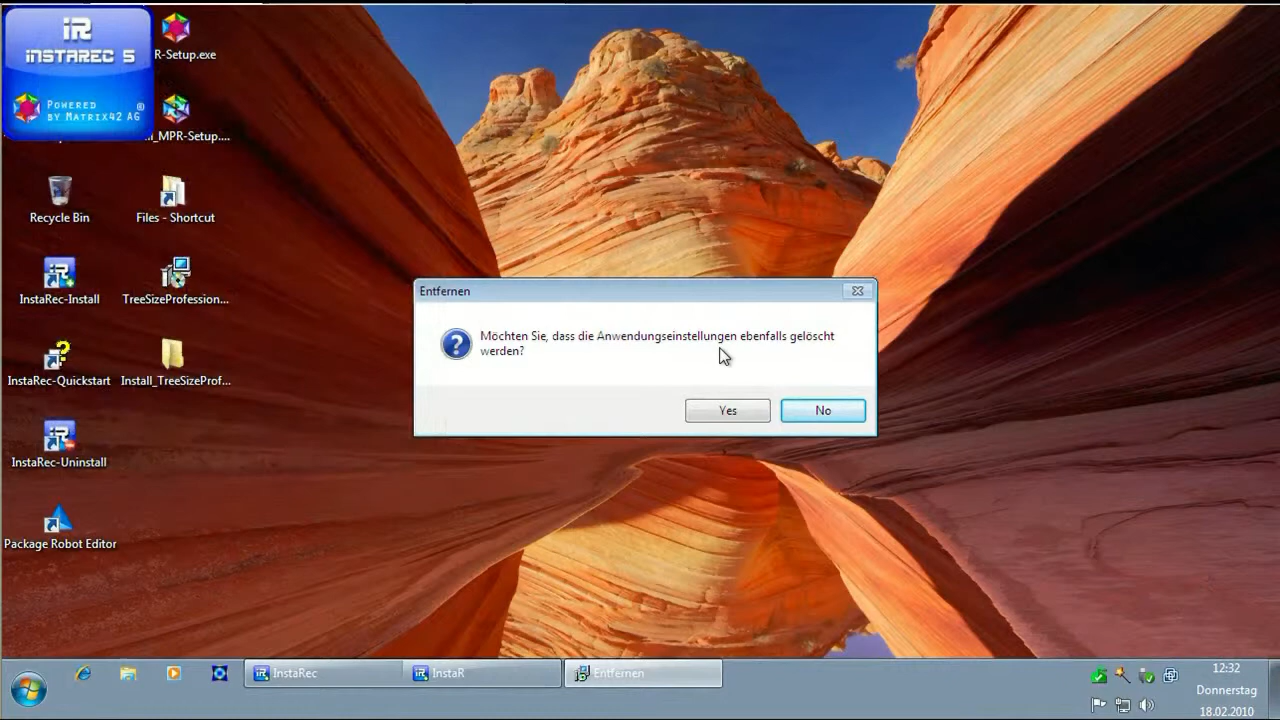 iR
INSTAREC 5
POWERED
BY MATRIX42 AG ®
R-Setup.exe
_MPR-Setup....
Recycle Bin
Files - Shortcut
InstaRec-Install
TreeSizeProfession...
InstaRec-Quickstart
Install_TreeSizeProf...
InstaRec-Uninstall
Package Robot Editor
Entfernen
Möchten Sie, dass die Anwendungseinstellungen ebenfalls gelöscht
werden?
Yes
No
InstaRec
InstaR
Entfernen
12:32
Donnerstag
18.02.2010